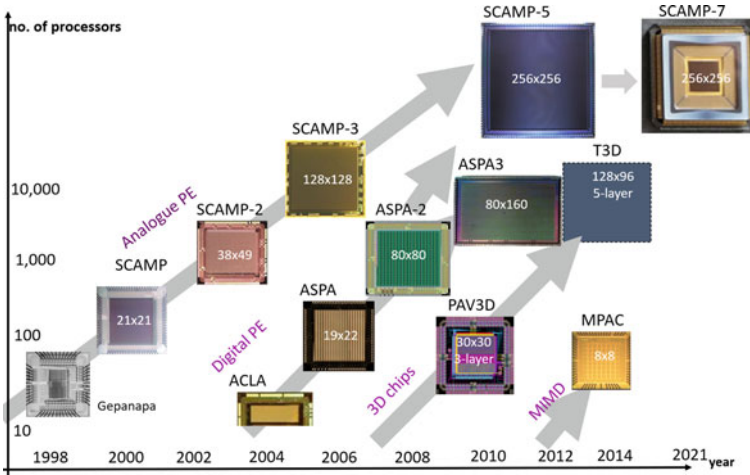 no. of processors
SCAMP-5
SCAMP-7
256x256
256x256
SCAMP-3
128x128
T3D
128x96
5-layer
ASPA3
80x160
10,000
Analogue PE
SCAMP-2
38x49
ASPA-2
80x80
1,000
SCAMP
21x21
ASPA
19x22
PAV3D
30x30
3-layer
MPAC
8x8
100
Digital PE
3D chips
MIMD
ACLA
Gepanapa
10
1998 2000 2002 2004 2006 2008 2010 2012 2014 2021 year